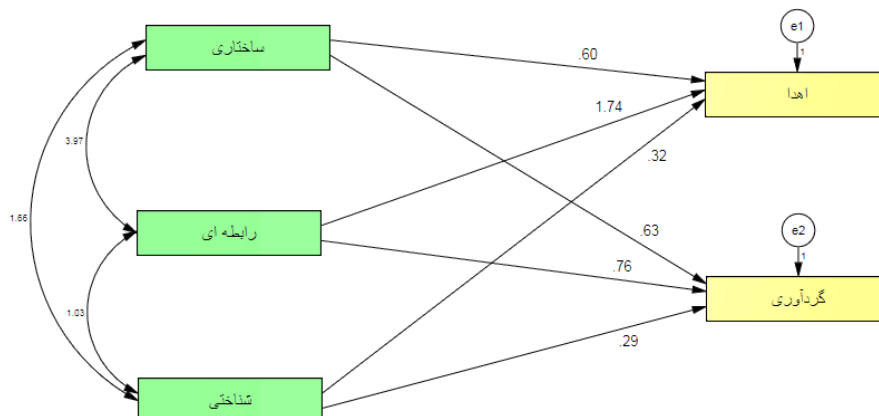 ساختاری
رابطه ای
شناختی
اهدا
گردآوری
e1
1
e2
1
.60
1.74
.32
.63
.76
.29
3.97
1.66
1.03